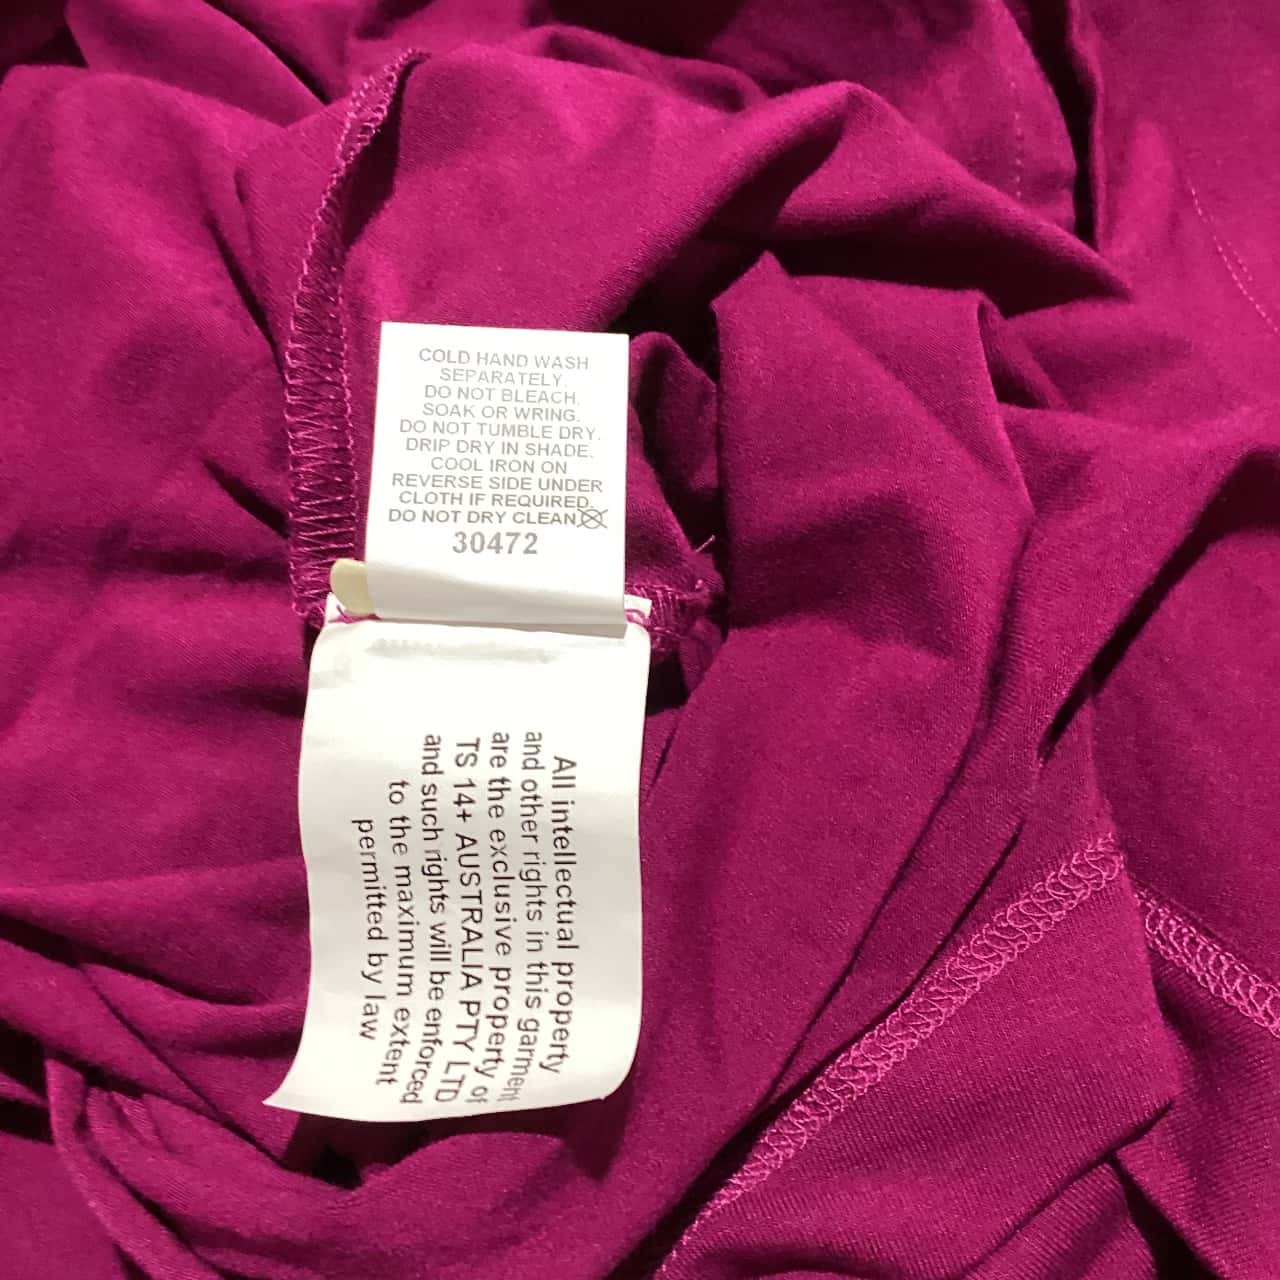 COLD HAND WASH
SEPARATELY.
DO NOT BLEACH,
SOAK OR WRING.
DO NOT TUMBLE DRY.
DRIP DRY IN SHADE.
COOL IRON ON
REVERSE SIDE UNDER
CLOTH IF REQUIRED.
DO NOT DRY CLEAN
30472
All intellectual property
and other rights in this garment
are the exclusive property of
TS 14+ AUSTRALIA PTY LTD
and such rights will be enforced
to the maximum extent
permitted by law